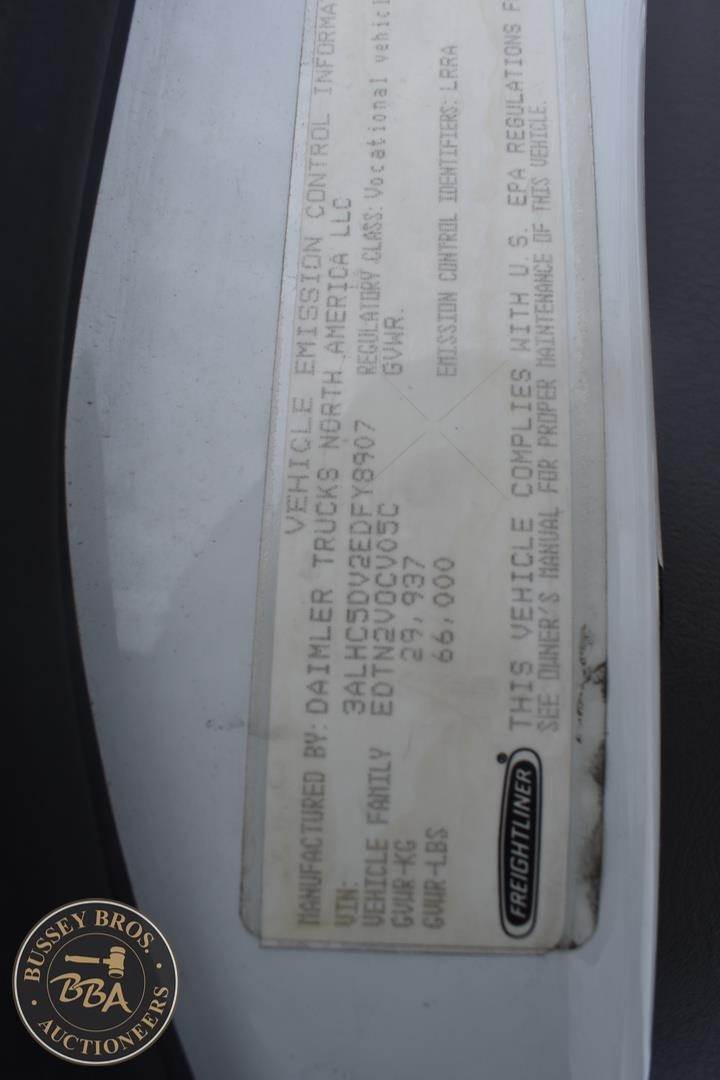 VEHICLE EMISSION CONTROL INFORMA
MANUFACTURED BY: DAIMLER TRUCKS NORTH AMERICA LLC
VIN: 3ALHC5DV2EDFY8907 REGULATORY CLASS: Vocational vehicl
VEHICLE FAMILY EDTN2VOCV05C GVWR.
GVWR-KG 29,937
GVWR-LBS 66,000 EMISSION CONTROL IDENTIFIERS: LRRA
FREIGHTLINER
THIS VEHICLE COMPLIES WITH U.S. EPA REGULATIONS F
SEE OWNER'S MANUAL FOR PROPER MAINTENANCE OF THIS VEHICLE.
BUSSEY BROS.
BBA
AUCTIONEERS